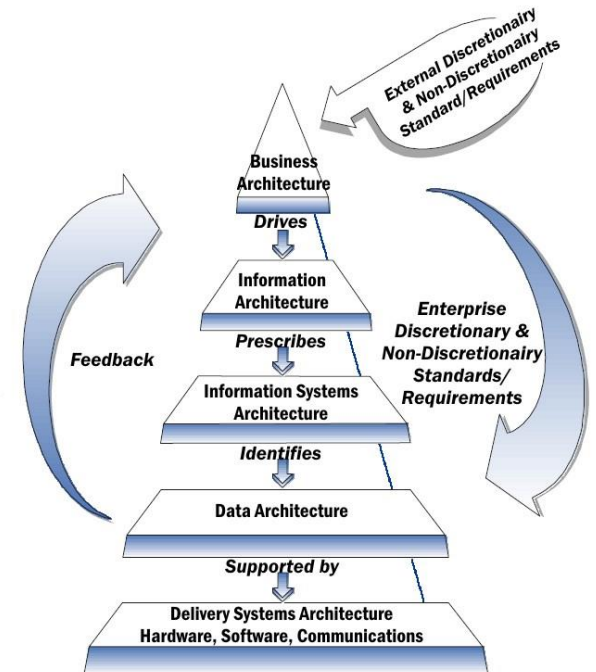 External Discretionairy
& Non-Discretionairy
Standard/Requirements
Business
Architecture
Drives
Information
Architecture
Prescribes
Information Systems
Architecture
Identifies
Data Architecture
Supported by
Delivery Systems Architecture
Hardware, Software, Communications
Feedback
Enterprise
Discretionary &
Non-Discretionairy
Standards/
Requirements